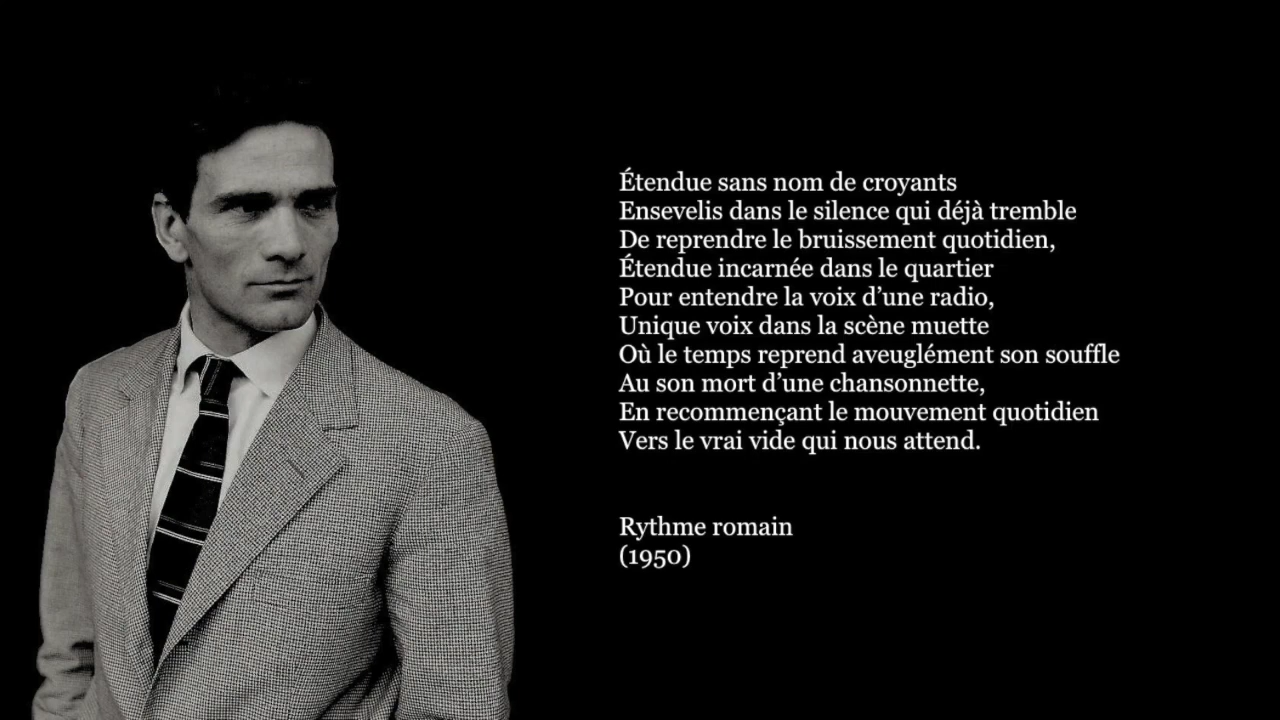 Étendue sans nom de croyants
Ensevelis dans le silence qui déjà tremble
De reprendre le bruissement quotidien,
Étendue incarnée dans le quartier
Pour entendre la voix d’une radio,
Unique voix dans la scène muette
Où le temps reprend aveuglément son souffle
Au son mort d’une chansonnette,
En recommençant le mouvement quotidien
Vers le vrai vide qui nous attend.
Rythme romain
(1950)